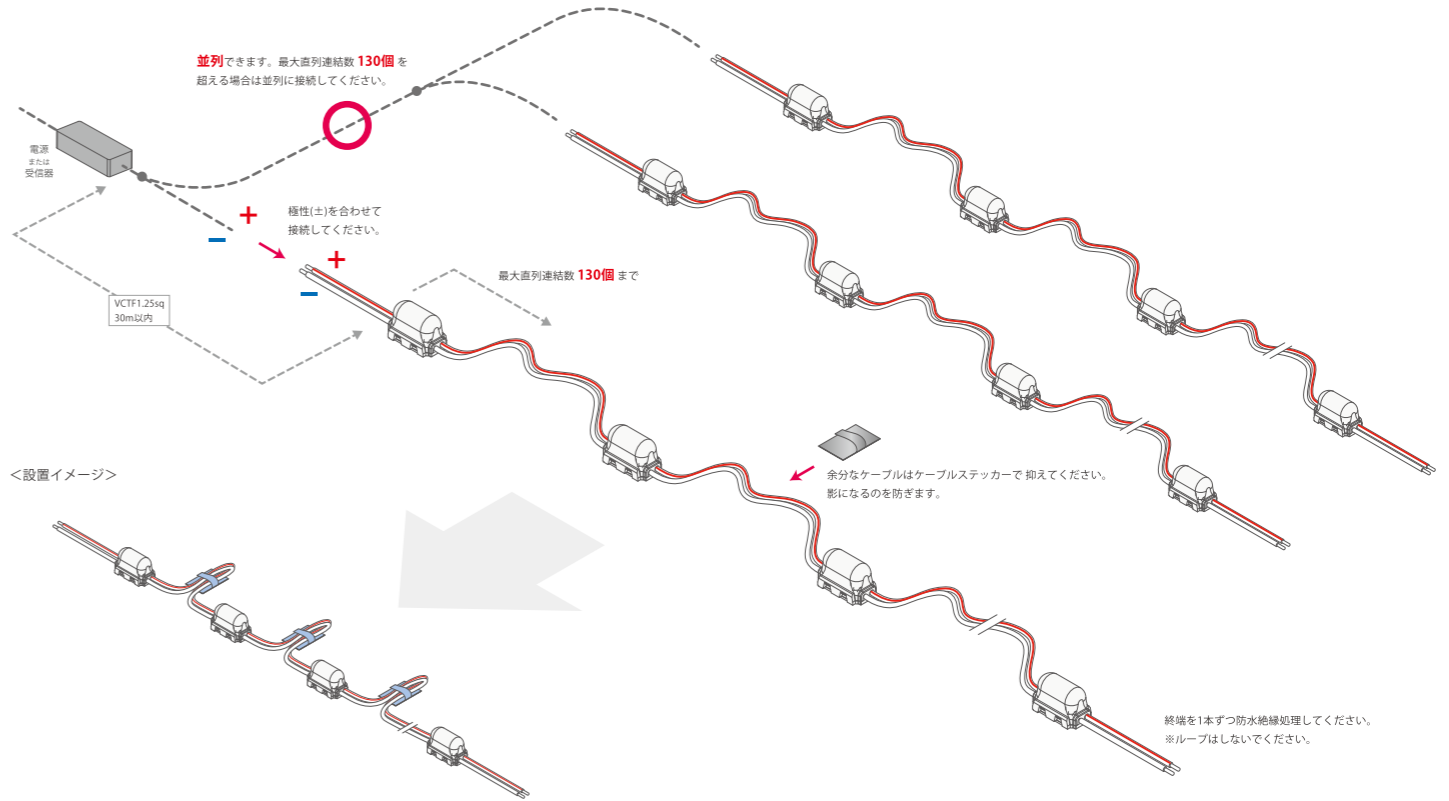 並列できます。最大直列連結数 130個 を
超える場合は並列に接続してください。
電源
または
受信器
+
−
極性(±)を合わせて
接続してください。
+
−
最大直列連結数 130個 まで
VCTF1.25sq
30m以内
余分なケーブルはケーブルステッカーで 抑えてください。
影になるのを防ぎます。
＜設置イメージ＞
終端を1本ずつ防水絶縁処理してください。
※ループはしないでください。